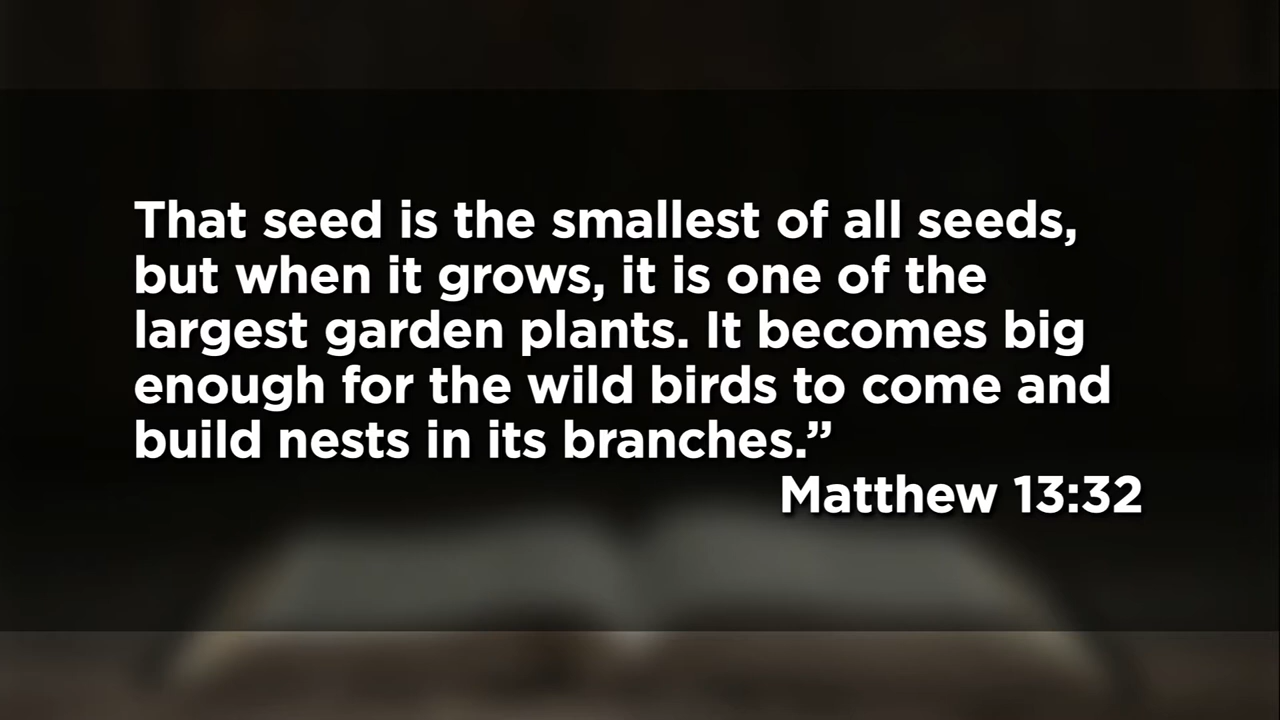 That seed is the smallest of all seeds,
but when it grows, it is one of the
largest garden plants. It becomes big
enough for the wild birds to come and
build nests in its branches.”
Matthew 13:32